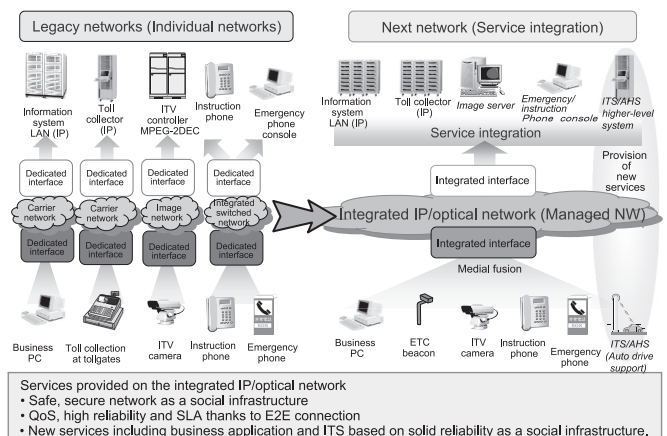 Legacy networks (Individual networks)
Next network (Service integration)
Information
system
LAN (IP)
Toll
collector
(IP)
ITV
controller
MPEG-2DEC
Instruction
phone
Emergency
phone
console
Dedicated
interface
Dedicated
interface
Dedicated
interface
Dedicated
interface
Carrier
network
Carrier
network
Image
network
Integrated
switched
network
Dedicated
interface
Dedicated
interface
Dedicated
interface
Dedicated
interface
Business
PC
Toll collection
at tollgates
ITV
camera
Instruction
phone
Emergency
phone
Information
system
LAN (IP)
Toll collector
(IP)
Image server
Emergency/
instruction
Phone console
ITS/AHS
higher-level
system
Service integration
Provision
of
new
services
Integrated interface
Integrated IP/optical network (Managed NW)
Integrated interface
Medial fusion
Business
PC
ETC
beacon
ITV
camera
Instruction
phone
Emergency
phone
ITS/AHS
(Auto drive
support)
Services provided on the integrated IP/optical network
• Safe, secure network as a social infrastructure
• QoS, high reliability and SLA thanks to E2E connection
• New services including business application and ITS based on solid reliability as a social infrastructure.